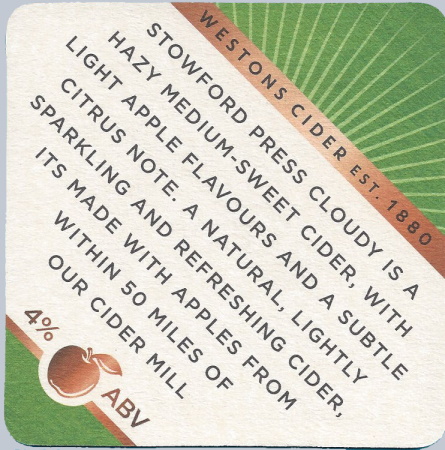 WESTONS CIDER EST. 1880
STOWFORD PRESS CLOUDY IS A
HAZY MEDIUM-SWEET CIDER, WITH
LIGHT APPLE FLAVOURS AND A SUBTLE
CITRUS NOTE. A NATURAL, LIGHTLY
SPARKLING AND REFRESHING CIDER,
ITS MADE WITH APPLES FROM
WITHIN 50 MILES OF
OUR CIDER MILL
4% ABV